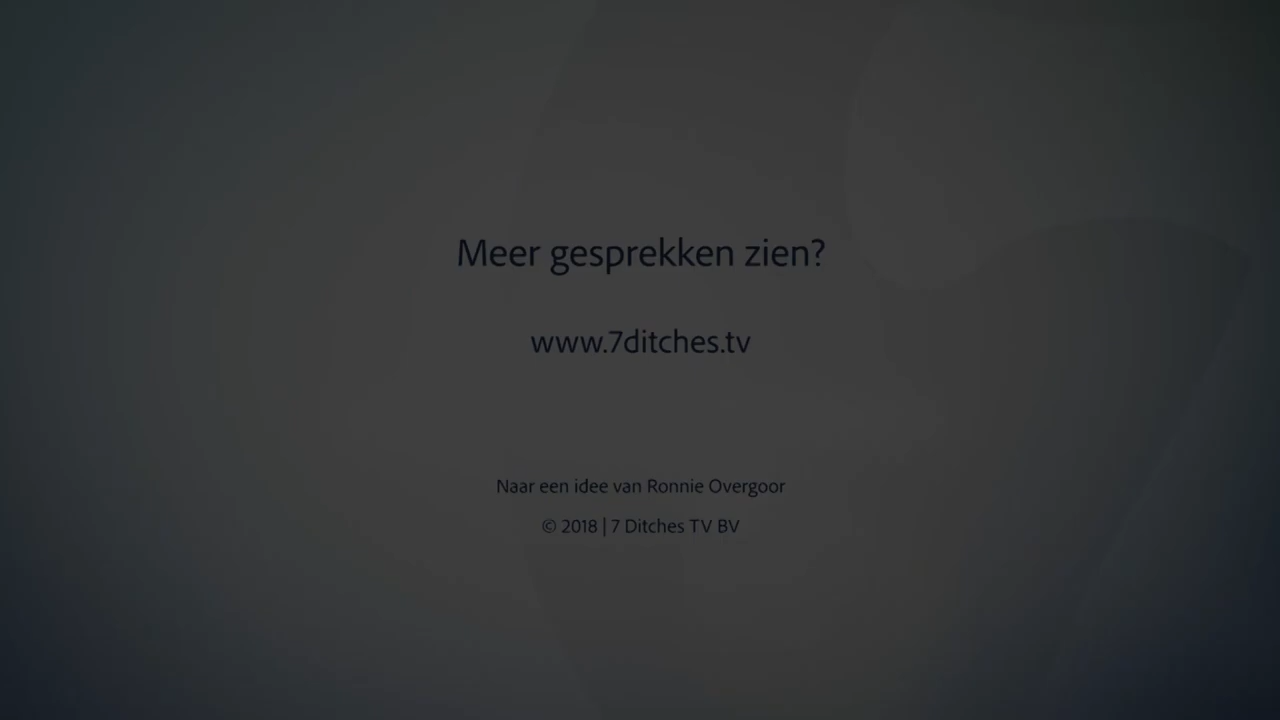 Meer gesprekken zien?
www.7ditches.tv
Naar een idee van Ronnie Overgoor
© 2018 | 7 Ditches TV BV